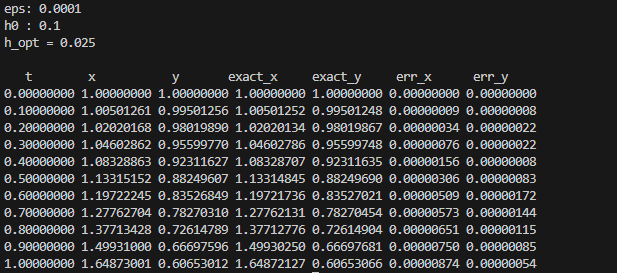 eps: 0.0001
h0 : 0.1
h_opt = 0.025
t x y exact_x exact_y err_x err_y
0.00000000 1.00000000 1.00000000 1.00000000 1.00000000 0.00000000 0.00000000
0.10000000 1.00501261 0.99501256 1.00501252 0.99501248 0.00000009 0.00000008
0.20000000 1.02020168 0.98019890 1.02020134 0.98019867 0.00000034 0.00000022
0.30000000 1.04602862 0.95599770 1.04602786 0.95599748 0.00000076 0.00000022
0.40000000 1.08328863 0.92311627 1.08328707 0.92311635 0.00000156 0.00000008
0.50000000 1.13315152 0.88249607 1.13314845 0.88249690 0.00000306 0.00000083
0.60000000 1.19722245 0.83526849 1.19721736 0.83527021 0.00000509 0.00000172
0.70000000 1.27762704 0.78270310 1.27762131 0.78270454 0.00000573 0.00000144
0.80000000 1.37713428 0.72614789 1.37712776 0.72614904 0.00000651 0.00000115
0.90000000 1.49931000 0.66697596 1.49930250 0.66697681 0.00000750 0.00000085
1.00000000 1.64873001 0.60653012 1.64872127 0.60653066 0.00000874 0.00000054